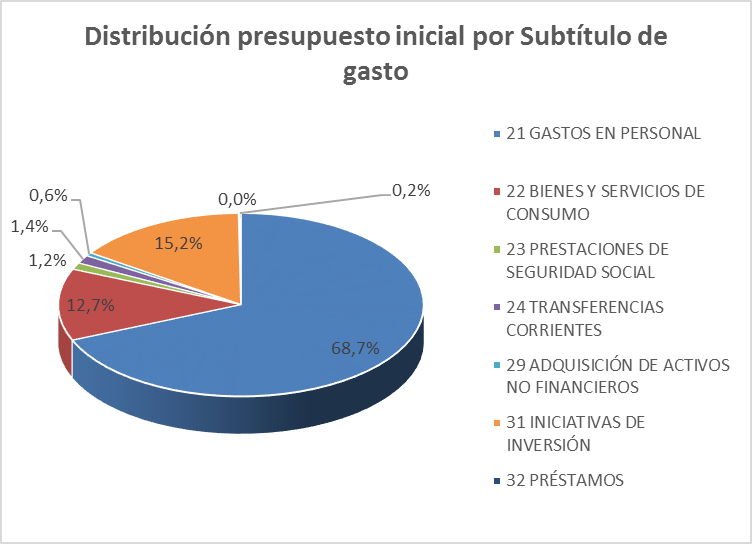 Distribución presupuesto inicial por Subtítulo de
gasto
21 GASTOS EN PERSONAL
22 BIENES Y SERVICIOS DE
CONSUMO
23 PRESTACIONES DE
SEGURIDAD SOCIAL
24 TRANSFERENCIAS
CORRIENTES
29 ADQUISICIÓN DE ACTIVOS
NO FINANCIEROS
31 INICIATIVAS DE
INVERSIÓN
32 PRÉSTAMOS
0,6%
0,0%
0,2%
1,4%
15,2%
1,2%
12,7%
68,7%